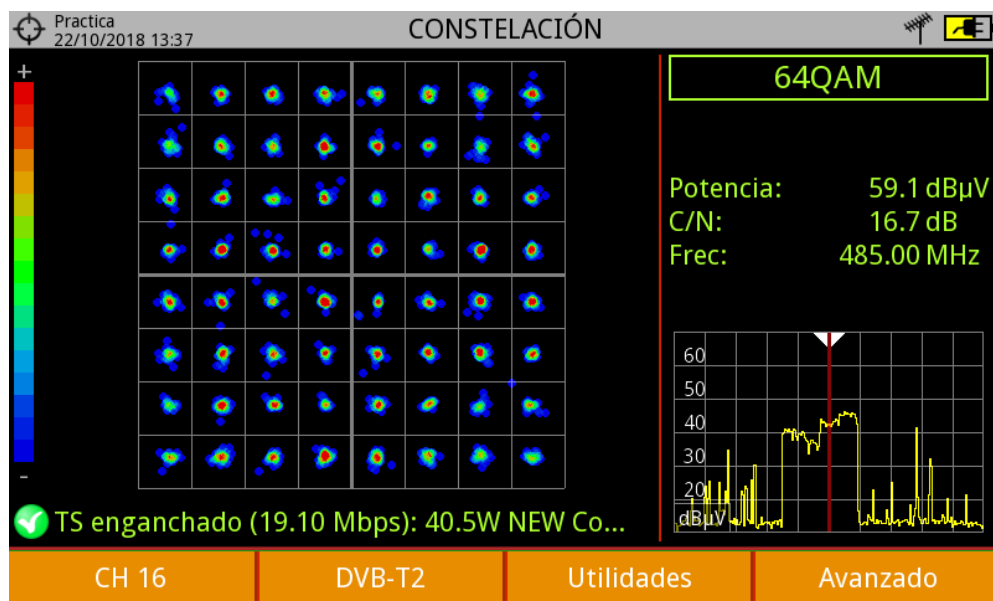 Practica
22/10/2018 13:37
CONSTELACIÓN
+
-
64QAM
Potencia: 59.1 dBµV
C/N: 16.7 dB
Frec: 485.00 MHz
60
50
40
30
20
dBµV
TS enganchado (19.10 Mbps): 40.5W NEW Co...
CH 16
DVB-T2
Utilidades
Avanzado